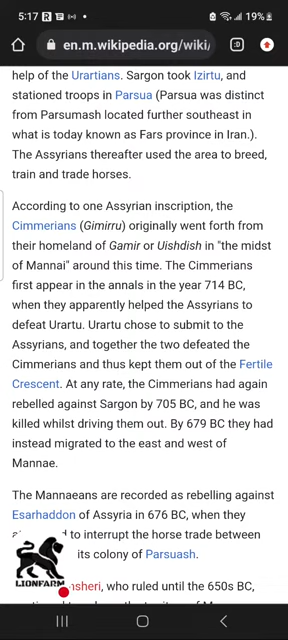 5:17
19%
en.m.wikipedia.org/wiki/
:D
help of the Urartians. Sargon took Izirtu, and
stationed troops in Parsua (Parsua was distinct
from Parsumash located further southeast in
what is today known as Fars province in Iran.).
The Assyrians thereafter used the area to breed,
train and trade horses.
According to one Assyrian inscription, the
Cimmerians (Gimirru) originally went forth from
their homeland of Gamir or Uishdish in "the midst
of Mannai" around this time. The Cimmerians
first appear in the annals in the year 714 BC,
when they apparently helped the Assyrians to
defeat Urartu. Urartu chose to submit to the
Assyrians, and together the two defeated the
Cimmerians and thus kept them out of the Fertile
Crescent. At any rate, the Cimmerians had again
rebelled against Sargon by 705 BC, and he was
killed whilst driving them out. By 679 BC they had
instead migrated to the east and west of
Mannae.
The Mannaeans are recorded as rebelling against
Esarhaddon of Assyria in 676 BC, when they
to interrupt the horse trade between
its colony of Parsuash.
LIONFARM
who ruled until the 650s BC,